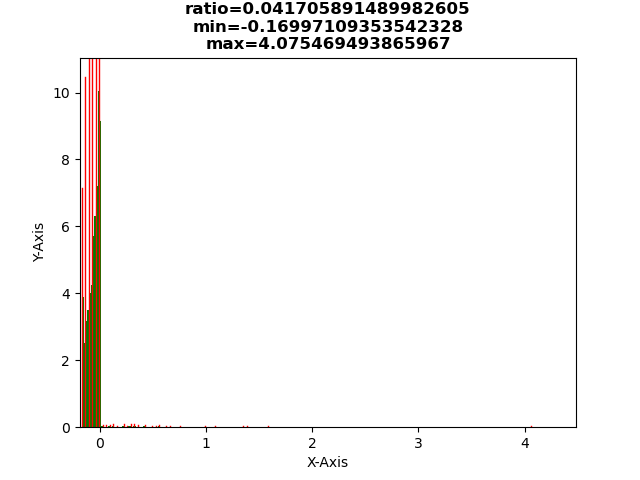 ratio=0.041705891489982605
min=-0.16997109353542328
max=4.075469493865967
10
8
6
4
2
0
Y-Axis
0 1 2 3 4
X-Axis